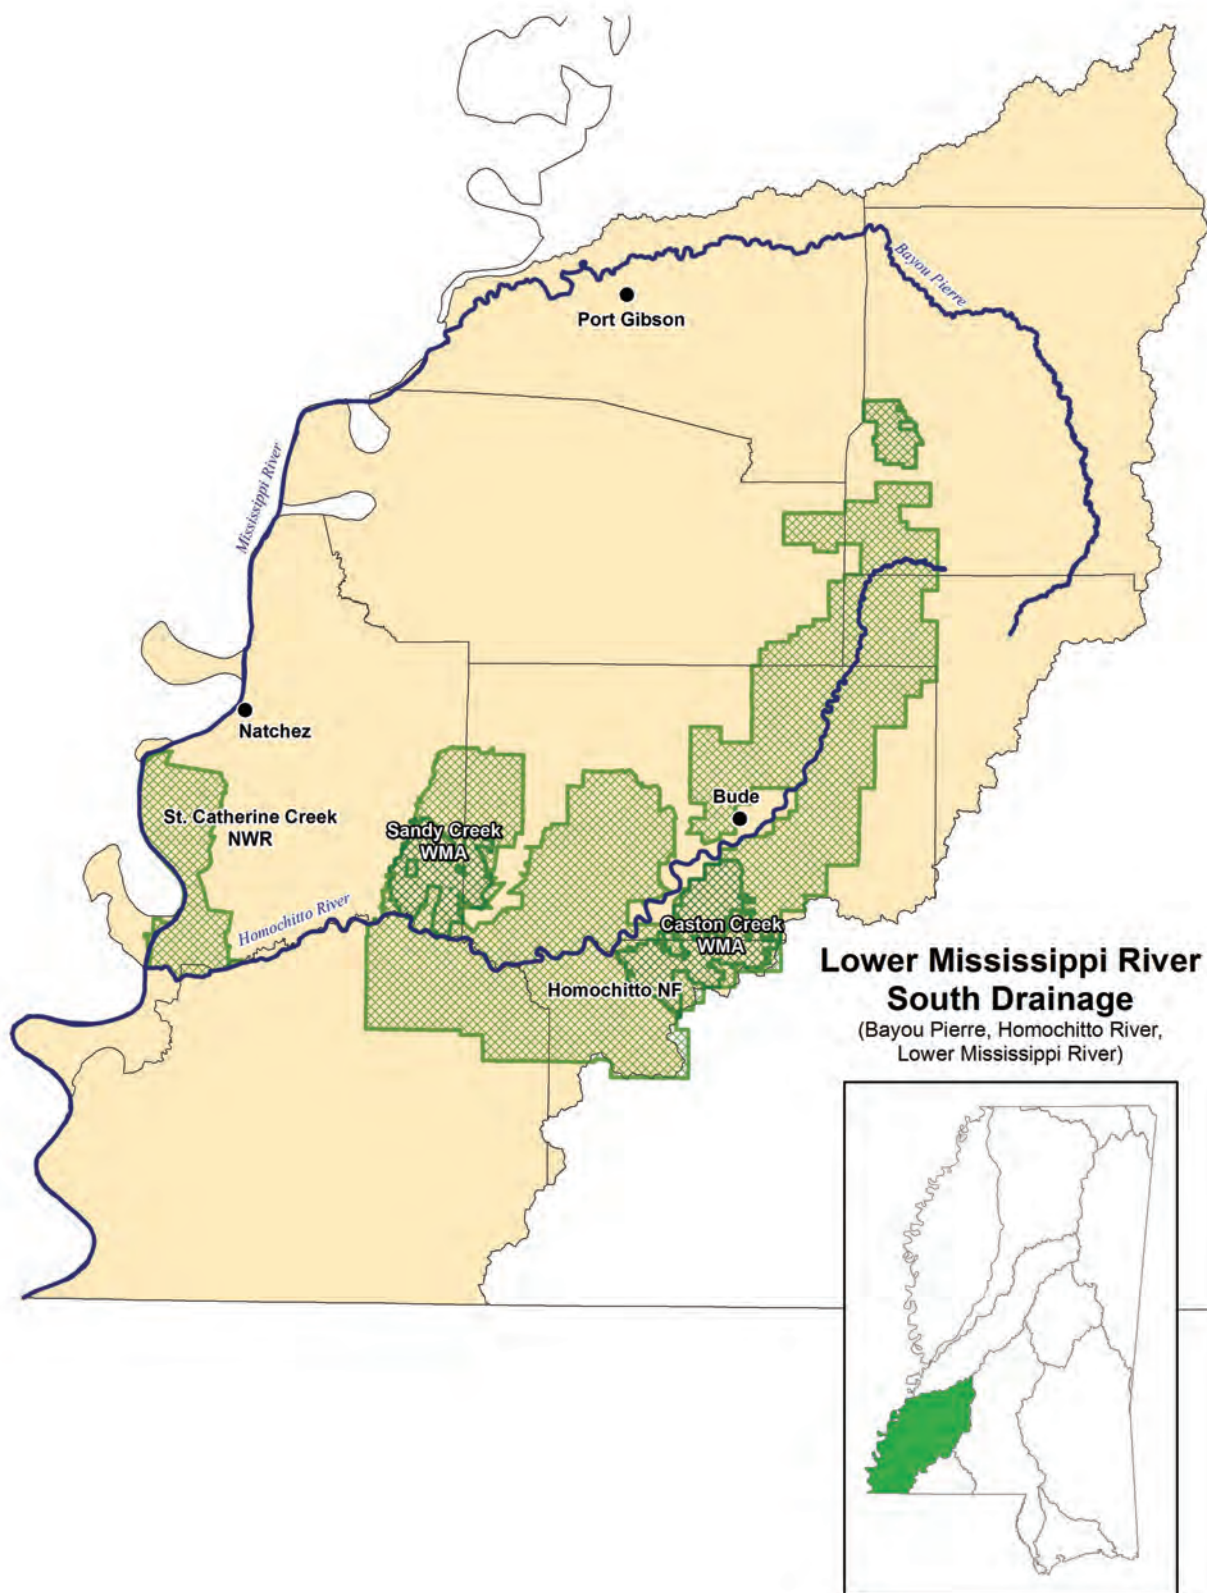 Bayou Pierre
Port Gibson
Mississippi River
Natchez
Bude
St. Catherine Creek
NWR
Sandy Creek
WMA
Homochitto River
Caston Creek
WMA
Homochitto NF
Lower Mississippi River
South Drainage
(Bayou Pierre, Homochitto River,
Lower Mississippi River)